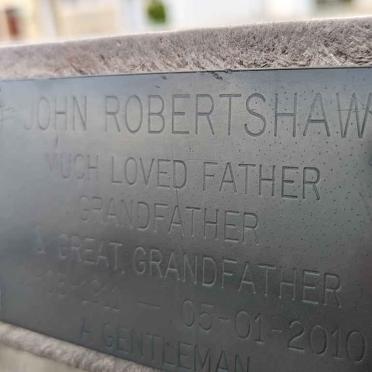 JOHN ROBERTSHAW
MUCH LOVED FATHER
GRANDFATHER
& GREAT GRANDFATHER
— 05-01-2010
A GENTLEMAN